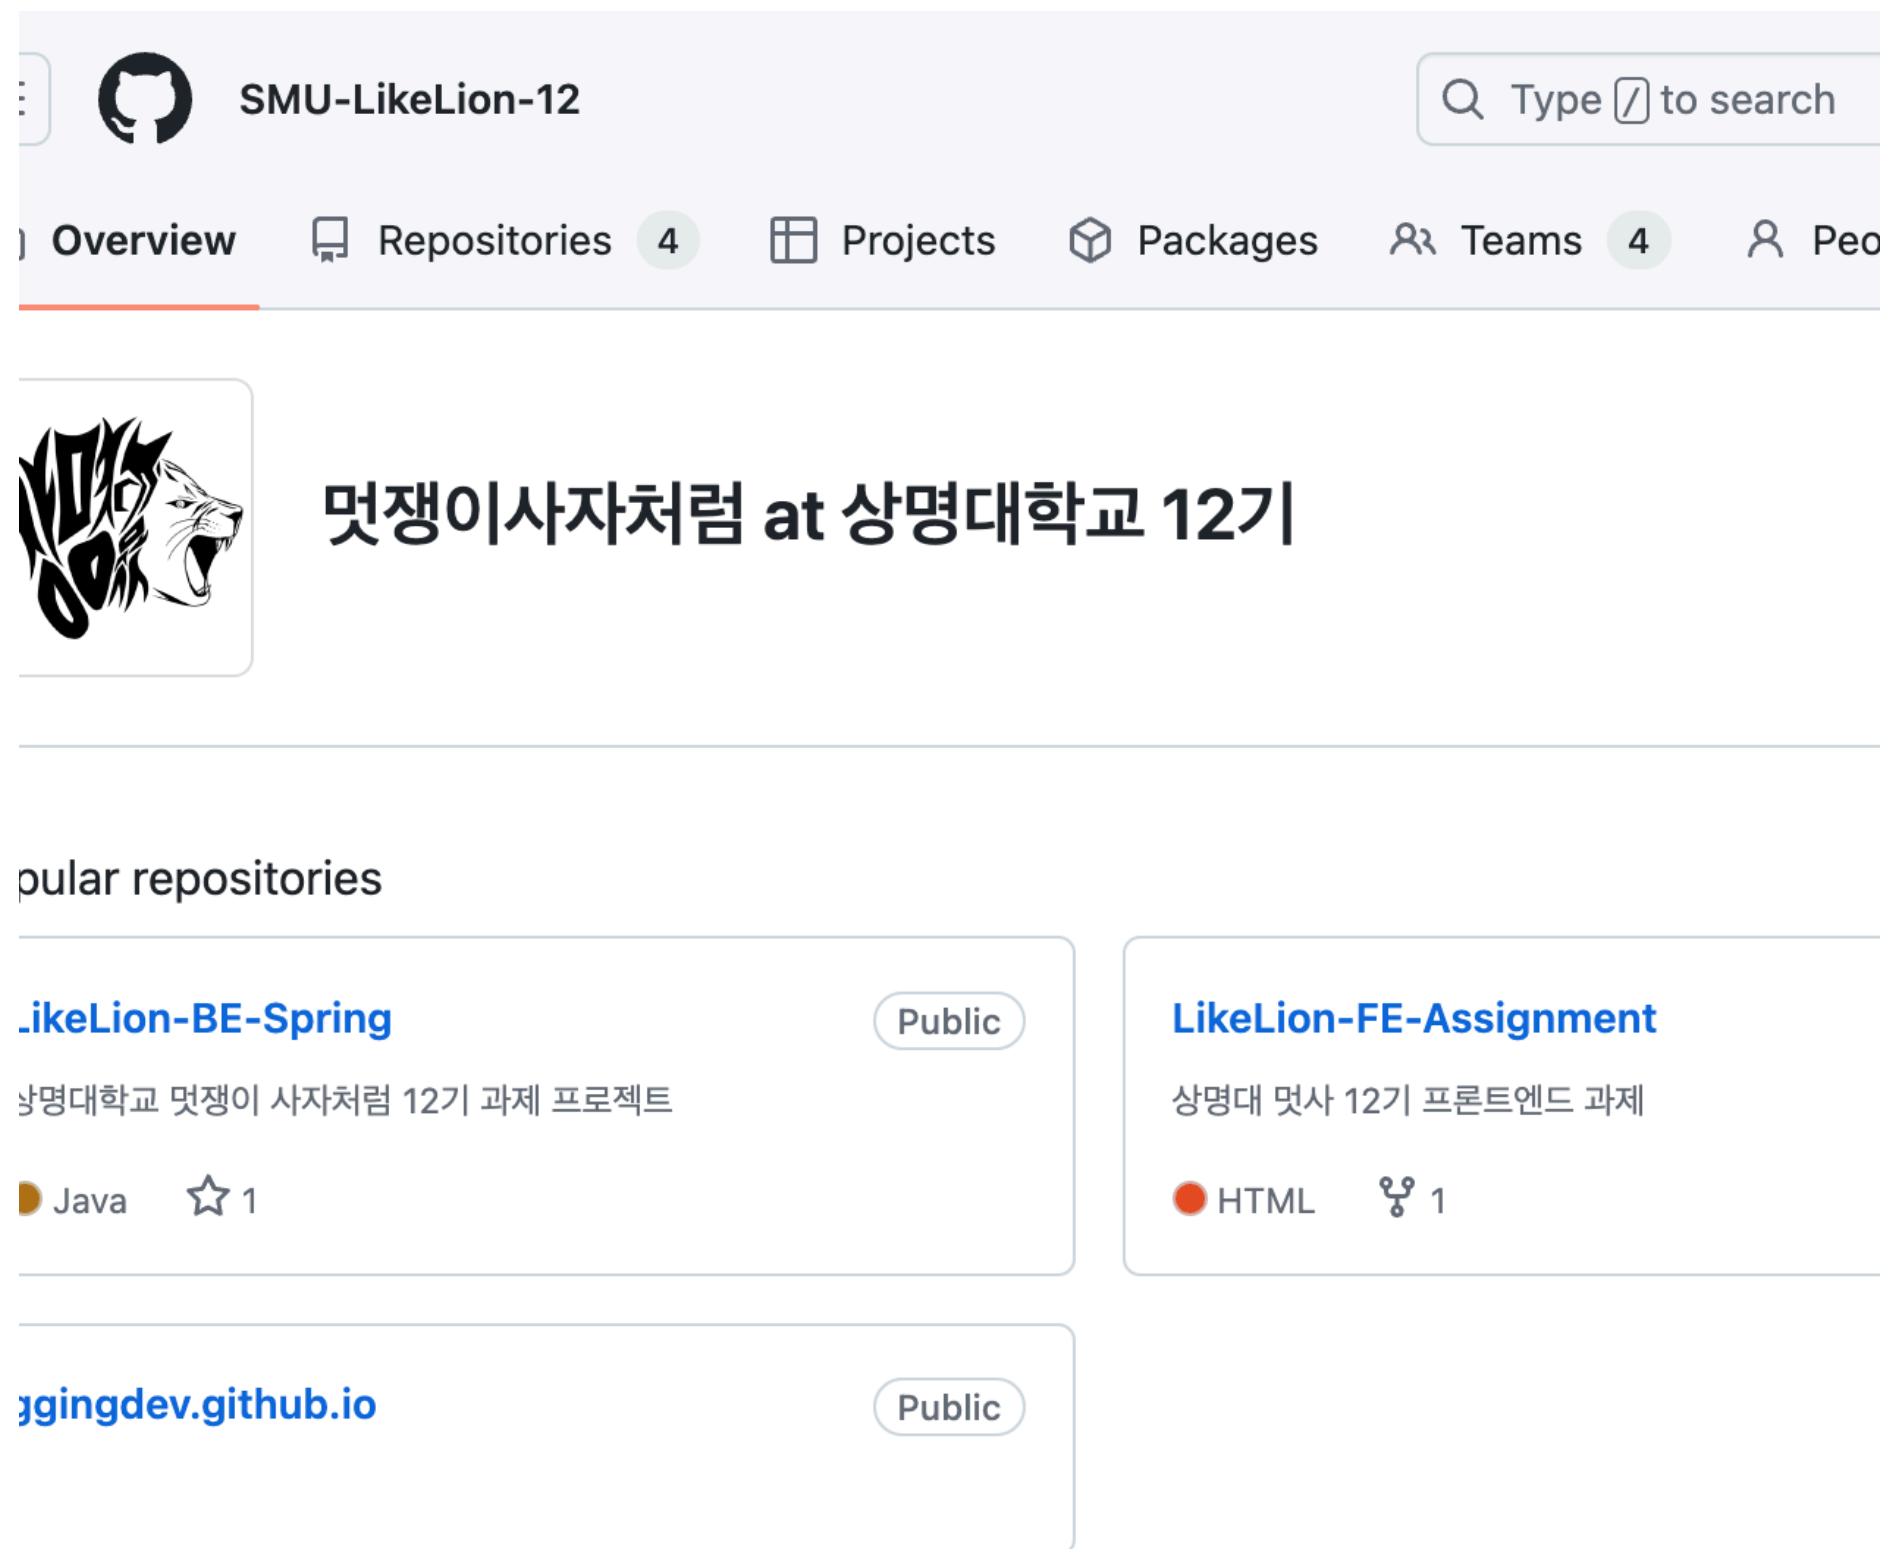 SMU-LikeLion-12
Type / to search
Overview
Repositories 4
Projects
Packages
Teams 4
Peo
멋쟁이사자처럼 at 상명대학교 12기
pular repositories
LikeLion-BE-Spring
Public
상명대학교 멋쟁이 사자처럼 12기 과제 프로젝트
Java
1
LikeLion-FE-Assignment
상명대 멋사 12기 프론트엔드 과제
HTML
1
ggingdev.github.io
Public